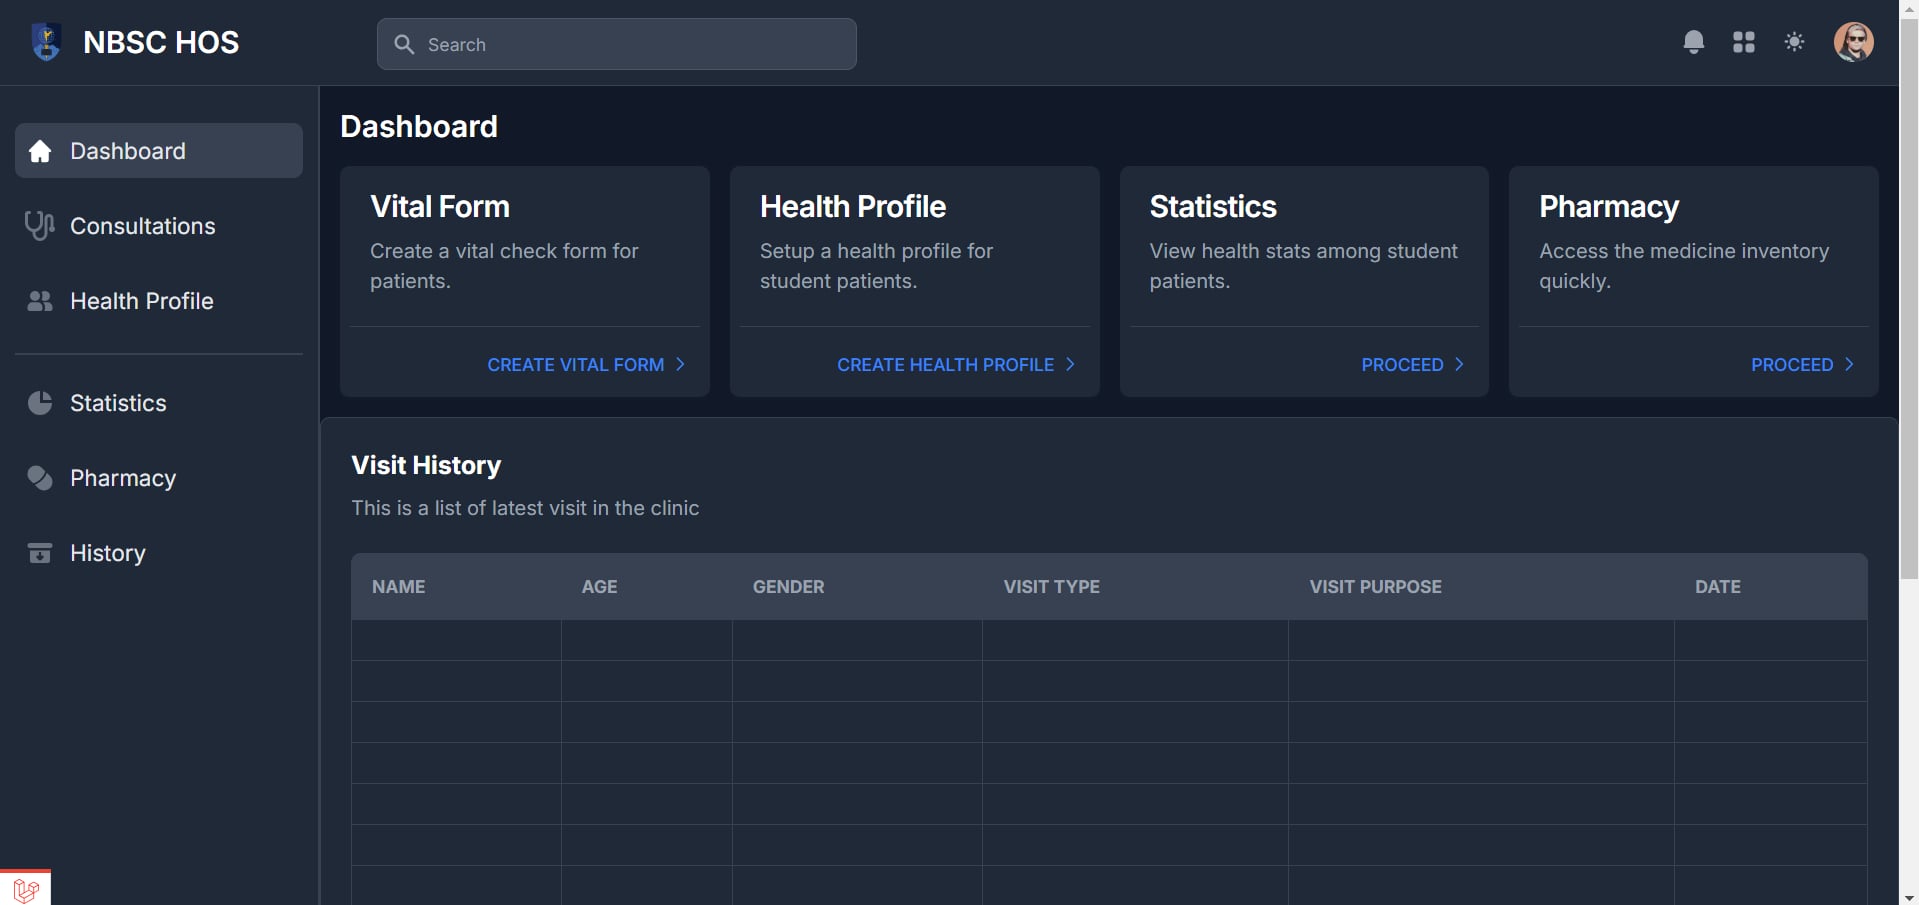 NBSC HOS
Search
Dashboard
Consultations
Health Profile
Statistics
Pharmacy
History
Dashboard
Vital Form
Create a vital check form for
patients.
CREATE VITAL FORM
Health Profile
Setup a health profile for
student patients.
CREATE HEALTH PROFILE
Statistics
View health stats among student
patients.
PROCEED
Pharmacy
Access the medicine inventory
quickly.
PROCEED
Visit History
This is a list of latest visit in the clinic
NAME AGE GENDER VISIT TYPE VISIT PURPOSE DATE